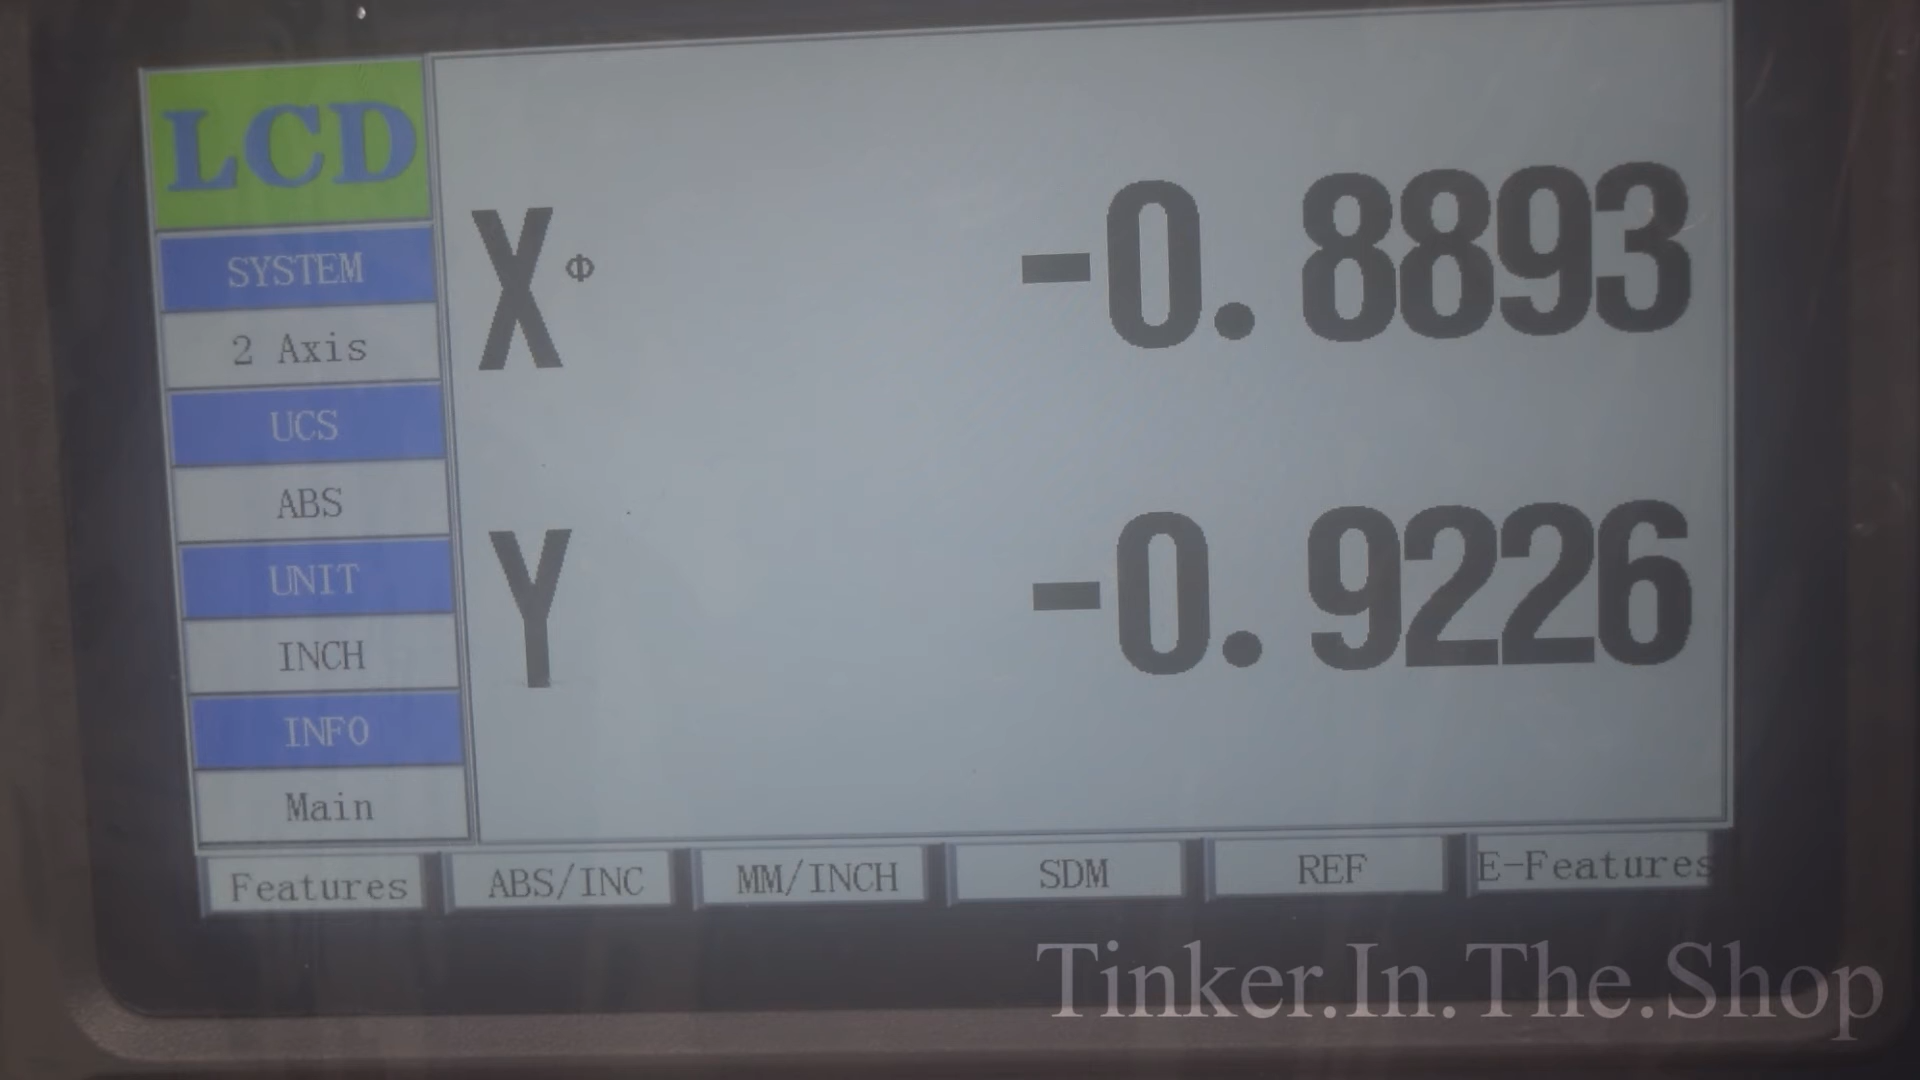 LCD
SYSTEM
2 Axis
UCS
ABS
UNIT
INCH
INFO
Main
XΦ -0.8893
Y -0.9226
Features ABS/INC MM/INCH SDM REF E-Features
Tinker.In.The.Shop